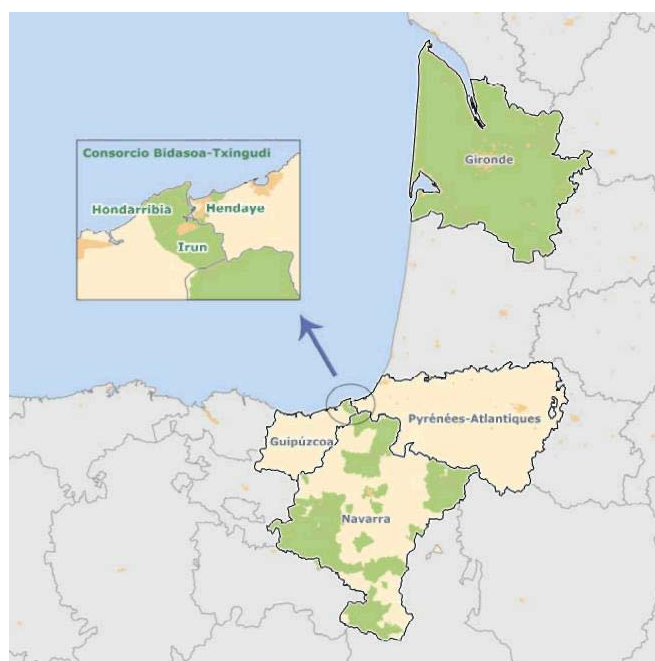 Gironde
Consorcio Bidasoa-Txingudi
Hondarribia
Hendaye
Irun
Pyrénées-Atlantiques
Guipúzcoa
Navarra